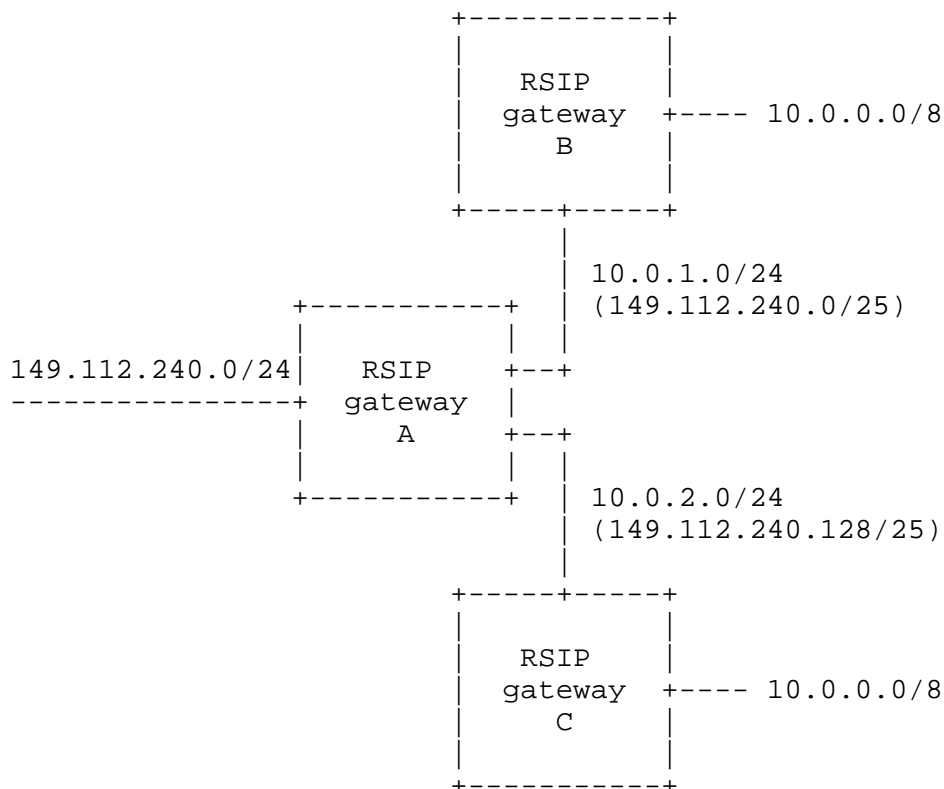 RSIP
gateway
B
10.0.0.0/8
10.0.1.0/24
(149.112.240.0/25)
149.112.240.0/24
RSIP
gateway
A
10.0.2.0/24
(149.112.240.128/25)
RSIP
gateway
C
10.0.0.0/8